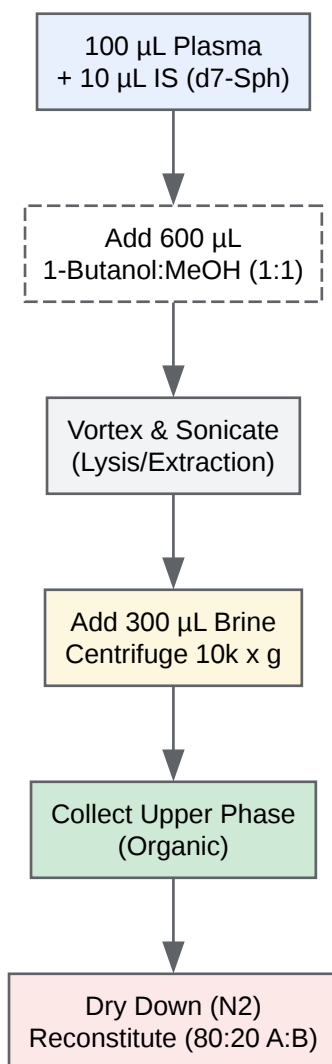 100 µL Plasma
+ 10 µL IS (d7-Sph)
Add 600 µL
1-Butanol:MeOH (1:1)
Vortex & Sonicate
(Lysis/Extraction)
Add 300 µL Brine
Centrifuge 10k x g
Collect Upper Phase
(Organic)
Dry Down (N2)
Reconstitute (80:20 A:B)